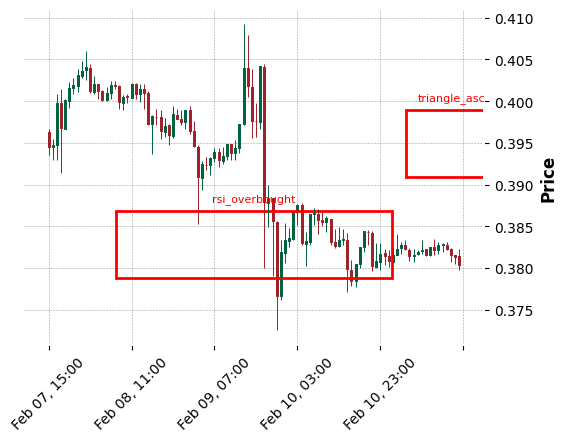 0.410
0.405
triangle_asc
0.400
0.395
0.390
rsi_overbought
0.385
0.380
0.375
Price
Feb 07, 15:00
Feb 08, 11:00
Feb 09, 07:00
Feb 10, 03:00
Feb 10, 23:00